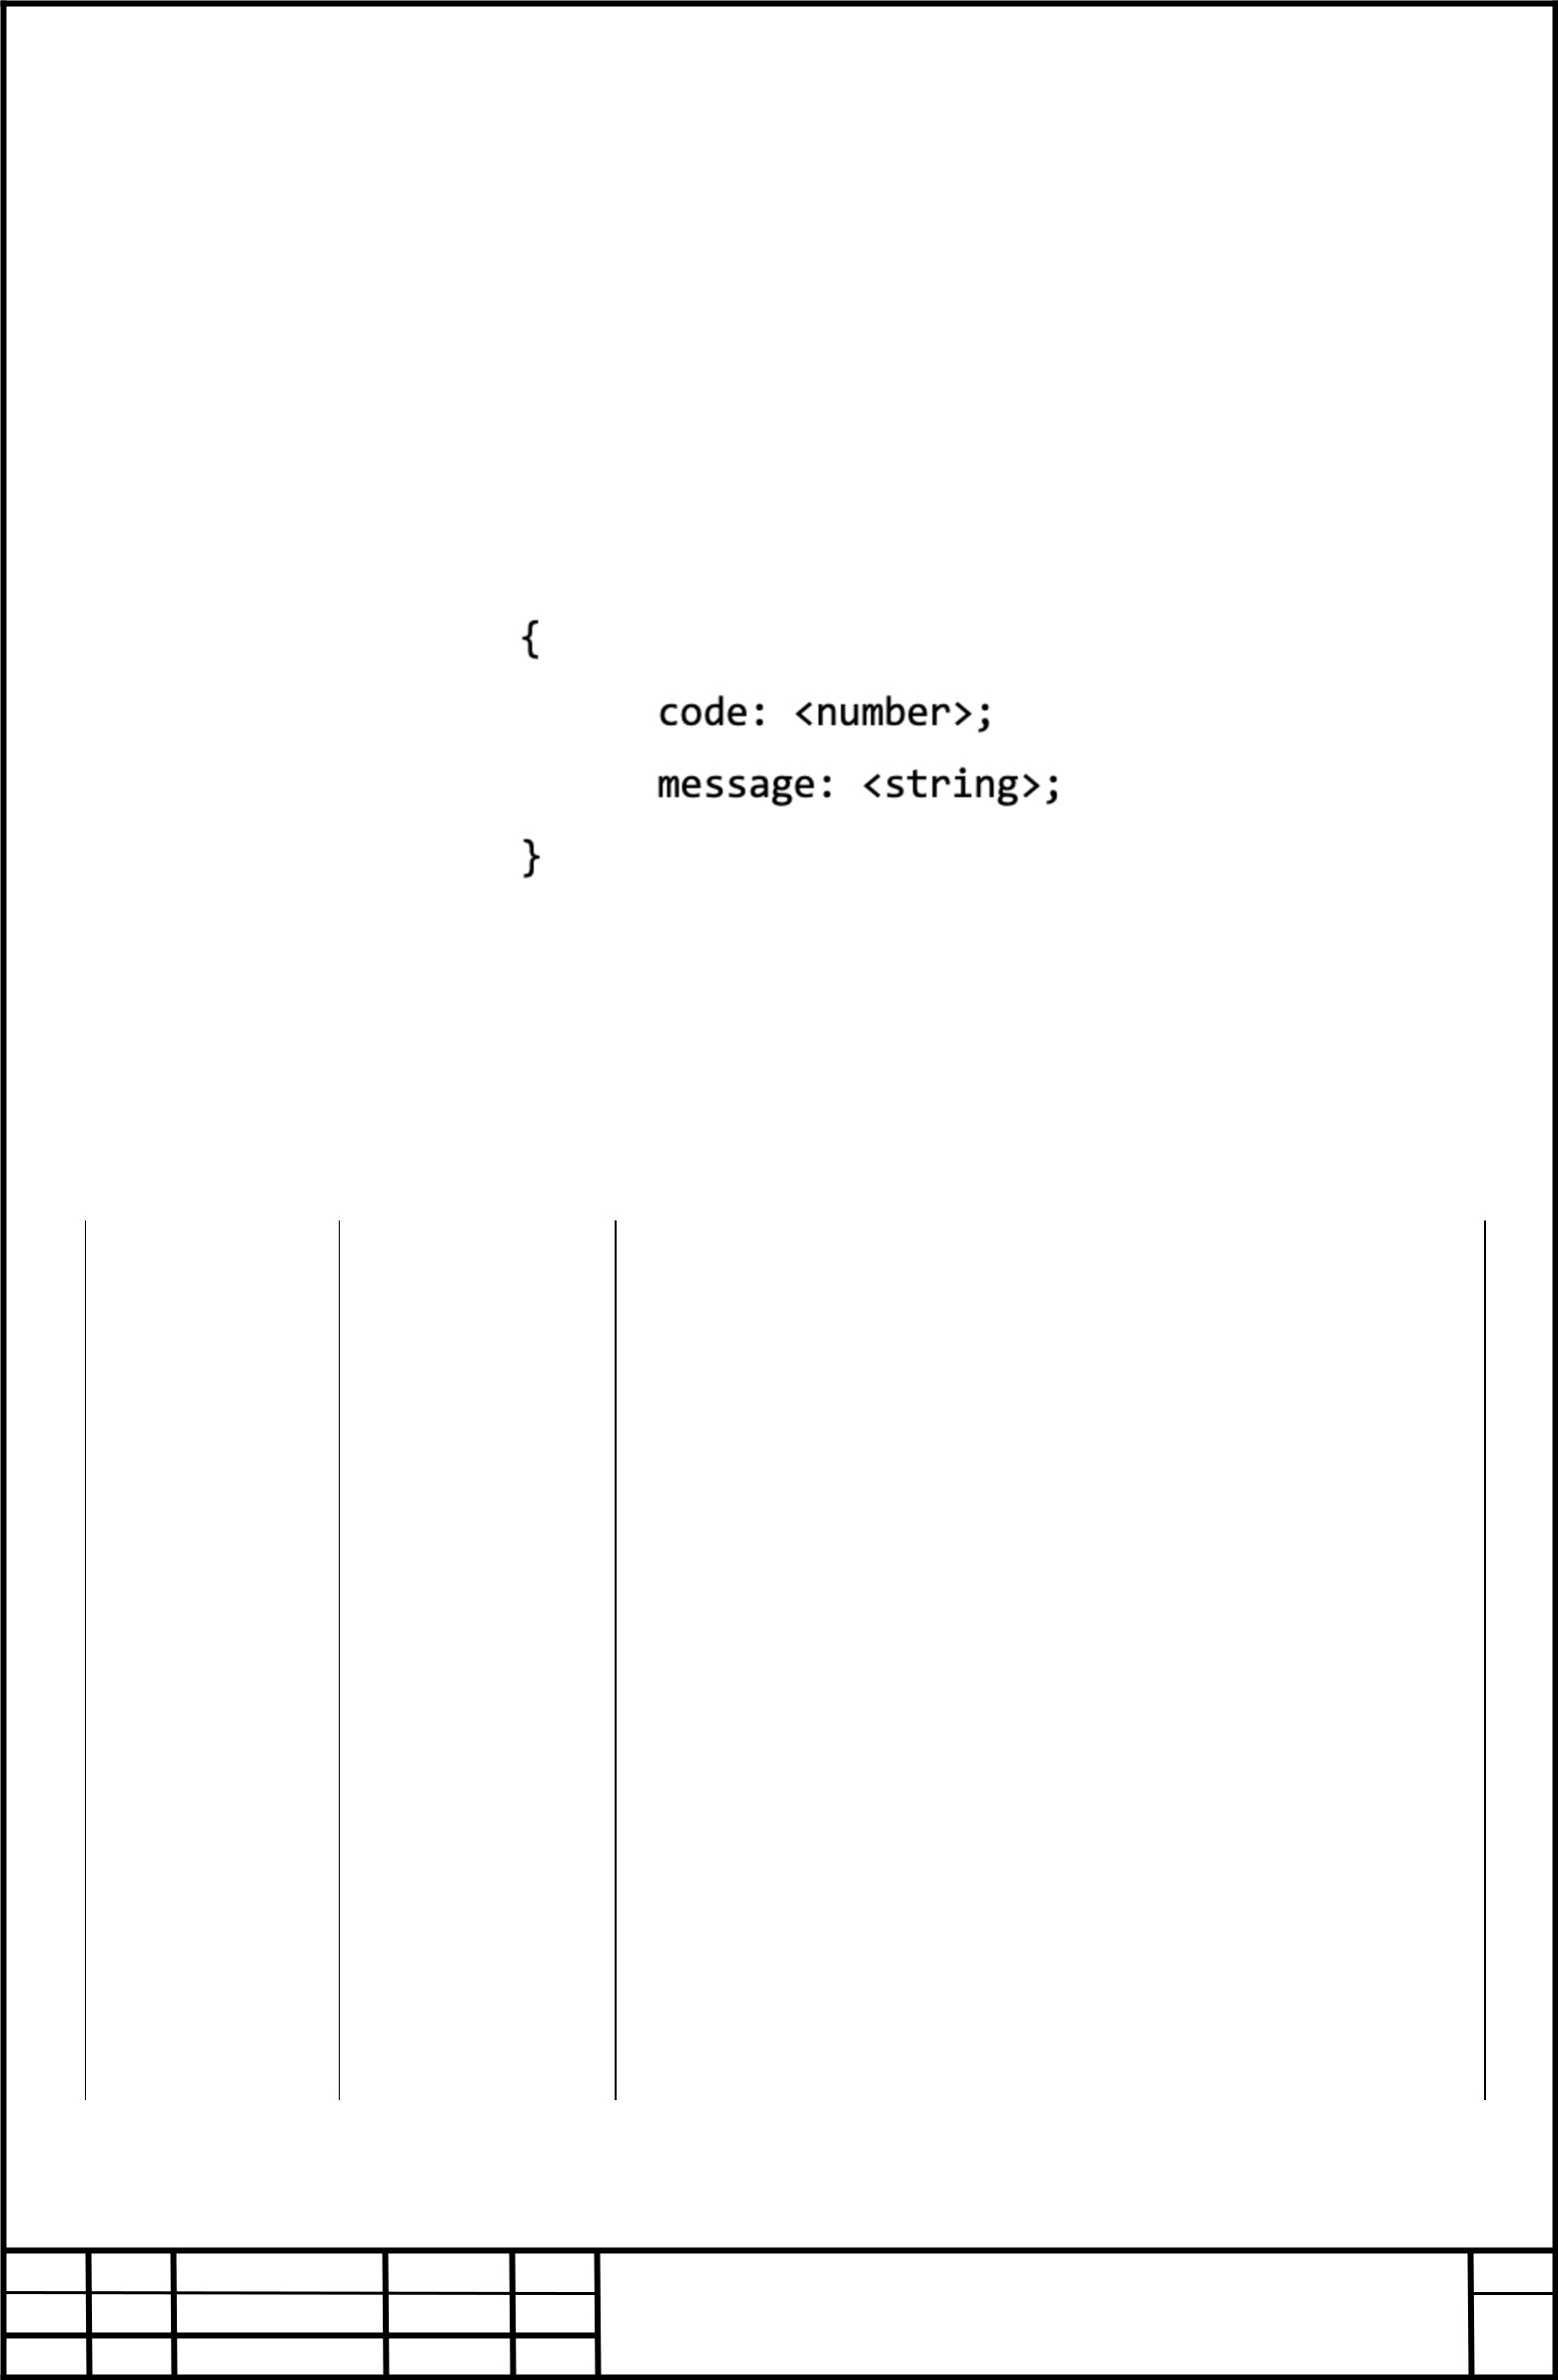 {
code: <number>;
message: <string>;
}